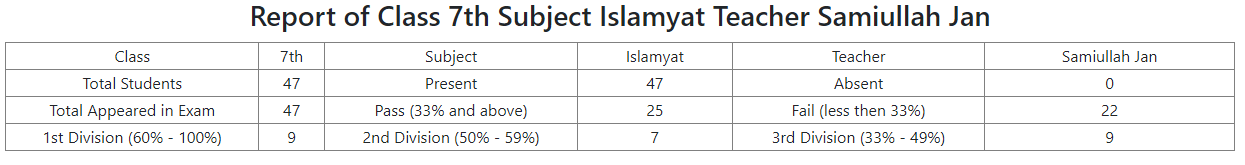 Report of Class 7th Subject Islamyat Teacher Samiullah Jan
Class 7th Subject Islamyat Teacher Samiullah Jan
Total Students 47 Present 47 Absent 0
Total Appeared in Exam 47 Pass (33% and above) 25 Fail (less then 33%) 22
1st Division (60% - 100%) 9 2nd Division (50% - 59%) 7 3rd Division (33% - 49%) 9